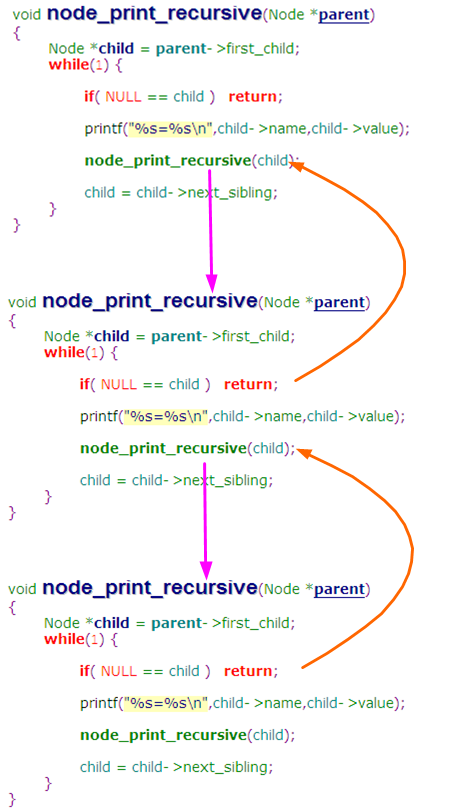 void node_print_recursive(Node *parent)
{
Node *child = parent->first_child;
while(1) {
if( NULL == child ) return;
printf("%s=%s\n",child->name,child->value);
node_print_recursive(child);
child = child->next_sibling;
}
}
void node_print_recursive(Node *parent)
{
Node *child = parent->first_child;
while(1) {
if( NULL == child ) return;
printf("%s=%s\n",child->name,child->value);
node_print_recursive(child);
child = child->next_sibling;
}
}
void node_print_recursive(Node *parent)
{
Node *child = parent->first_child;
while(1) {
if( NULL == child ) return;
printf("%s=%s\n",child->name,child->value);
node_print_recursive(child);
child = child->next_sibling;
}
}